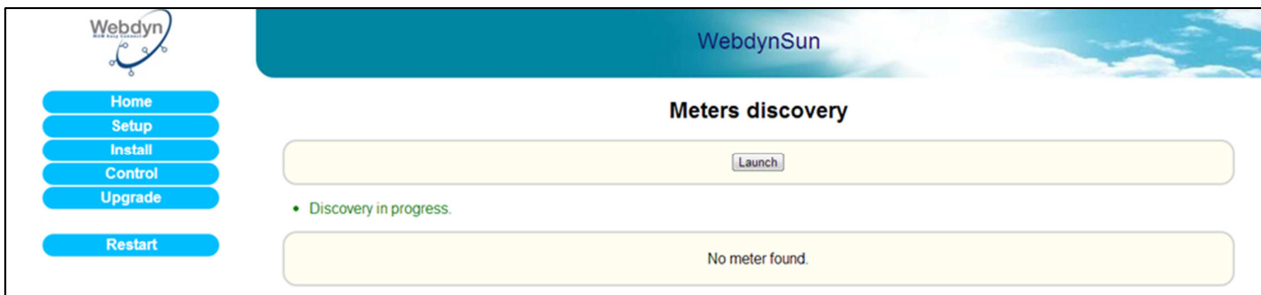 Webdyn
WebdynSun
Home
Setup
Install
Control
Upgrade
Restart
Meters discovery
Launch
Discovery in progress.
No meter found.